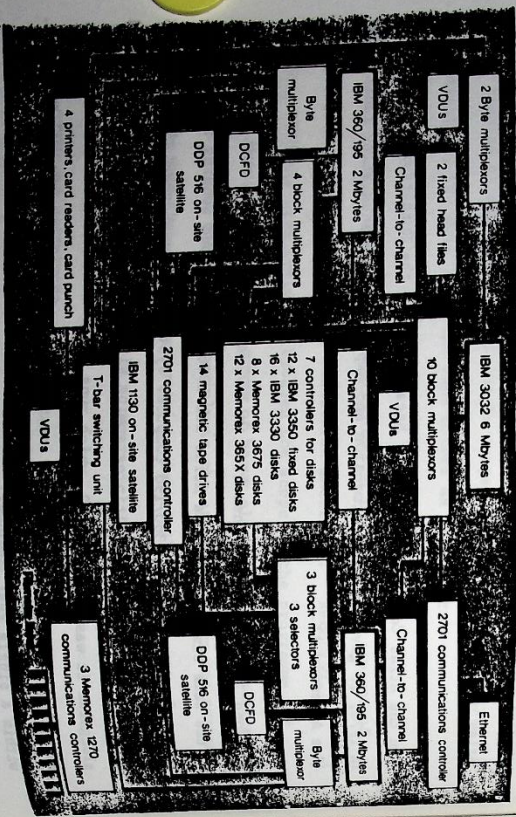 2 Byte multiplexors
IBM 3032 6 Mbytes
Ethernet
VDUs
2 fixed head files
10 block multiplexors
2701 communications controller
Channel-to-channel
VDUs
Channel-to-channel
IBM 360/195 2 Mbytes
Channel-to-channel
IBM 360/195 2 Mbytes
Byte
multiplexor
4 block multiplexors
7 controllers for disks
12 x IBM 3350 fixed disks
16 x IBM 3330 disks
8 x Memorex 3675 disks
12 x Memorex 365X disks
3 block multiplexors
3 selectors
Byte
multiplexor
DCFD
DCFD
DDP 516 on-site
satellite
14 magnetic tape drives
DDP 516 on-site
satellite
2701 communications controller
IBM 1130 on-site satellite
4 printers, card readers, card punch
T-bar switching unit
3 Memorex 1270
communications controllers
VDUs